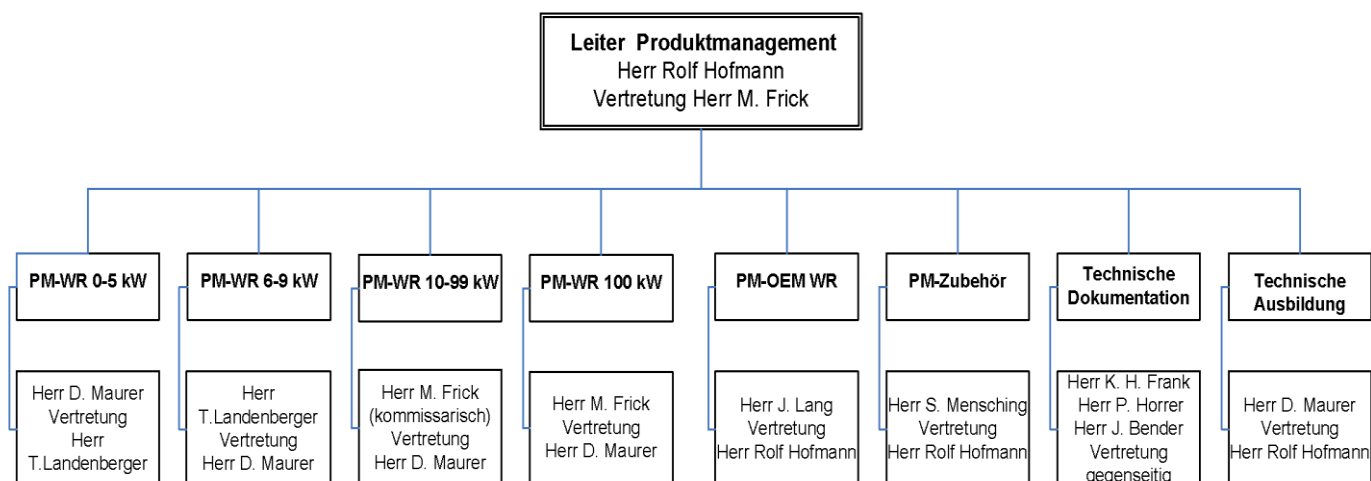 Leiter Produktmanagement
Herr Rolf Hofmann
Vertretung Herr M. Frick
PM-WR 0-5 kW
PM-WR 6-9 kW
PM-WR 10-99 kW
PM-WR 100 kW
PM-OEM WR
PM-Zubehör
Technische
Dokumentation
Technische
Ausbildung
Herr D. Maurer
Vertretung
Herr
T.Landenberger
Herr
T.Landenberger
Vertretung
Herr D. Maurer
Herr M. Frick
(kommissarisch)
Vertretung
Herr D. Maurer
Herr M. Frick
Vertretung
Herr D. Maurer
Herr J. Lang
Vertretung
Herr Rolf Hofmann
Herr S. Mensching
Vertretung
Herr Rolf Hofmann
Herr K. H. Frank
Herr P. Horrer
Herr J. Bender
Vertretung
gegenseitig
Herr D. Maurer
Vertretung
Herr Rolf Hofmann